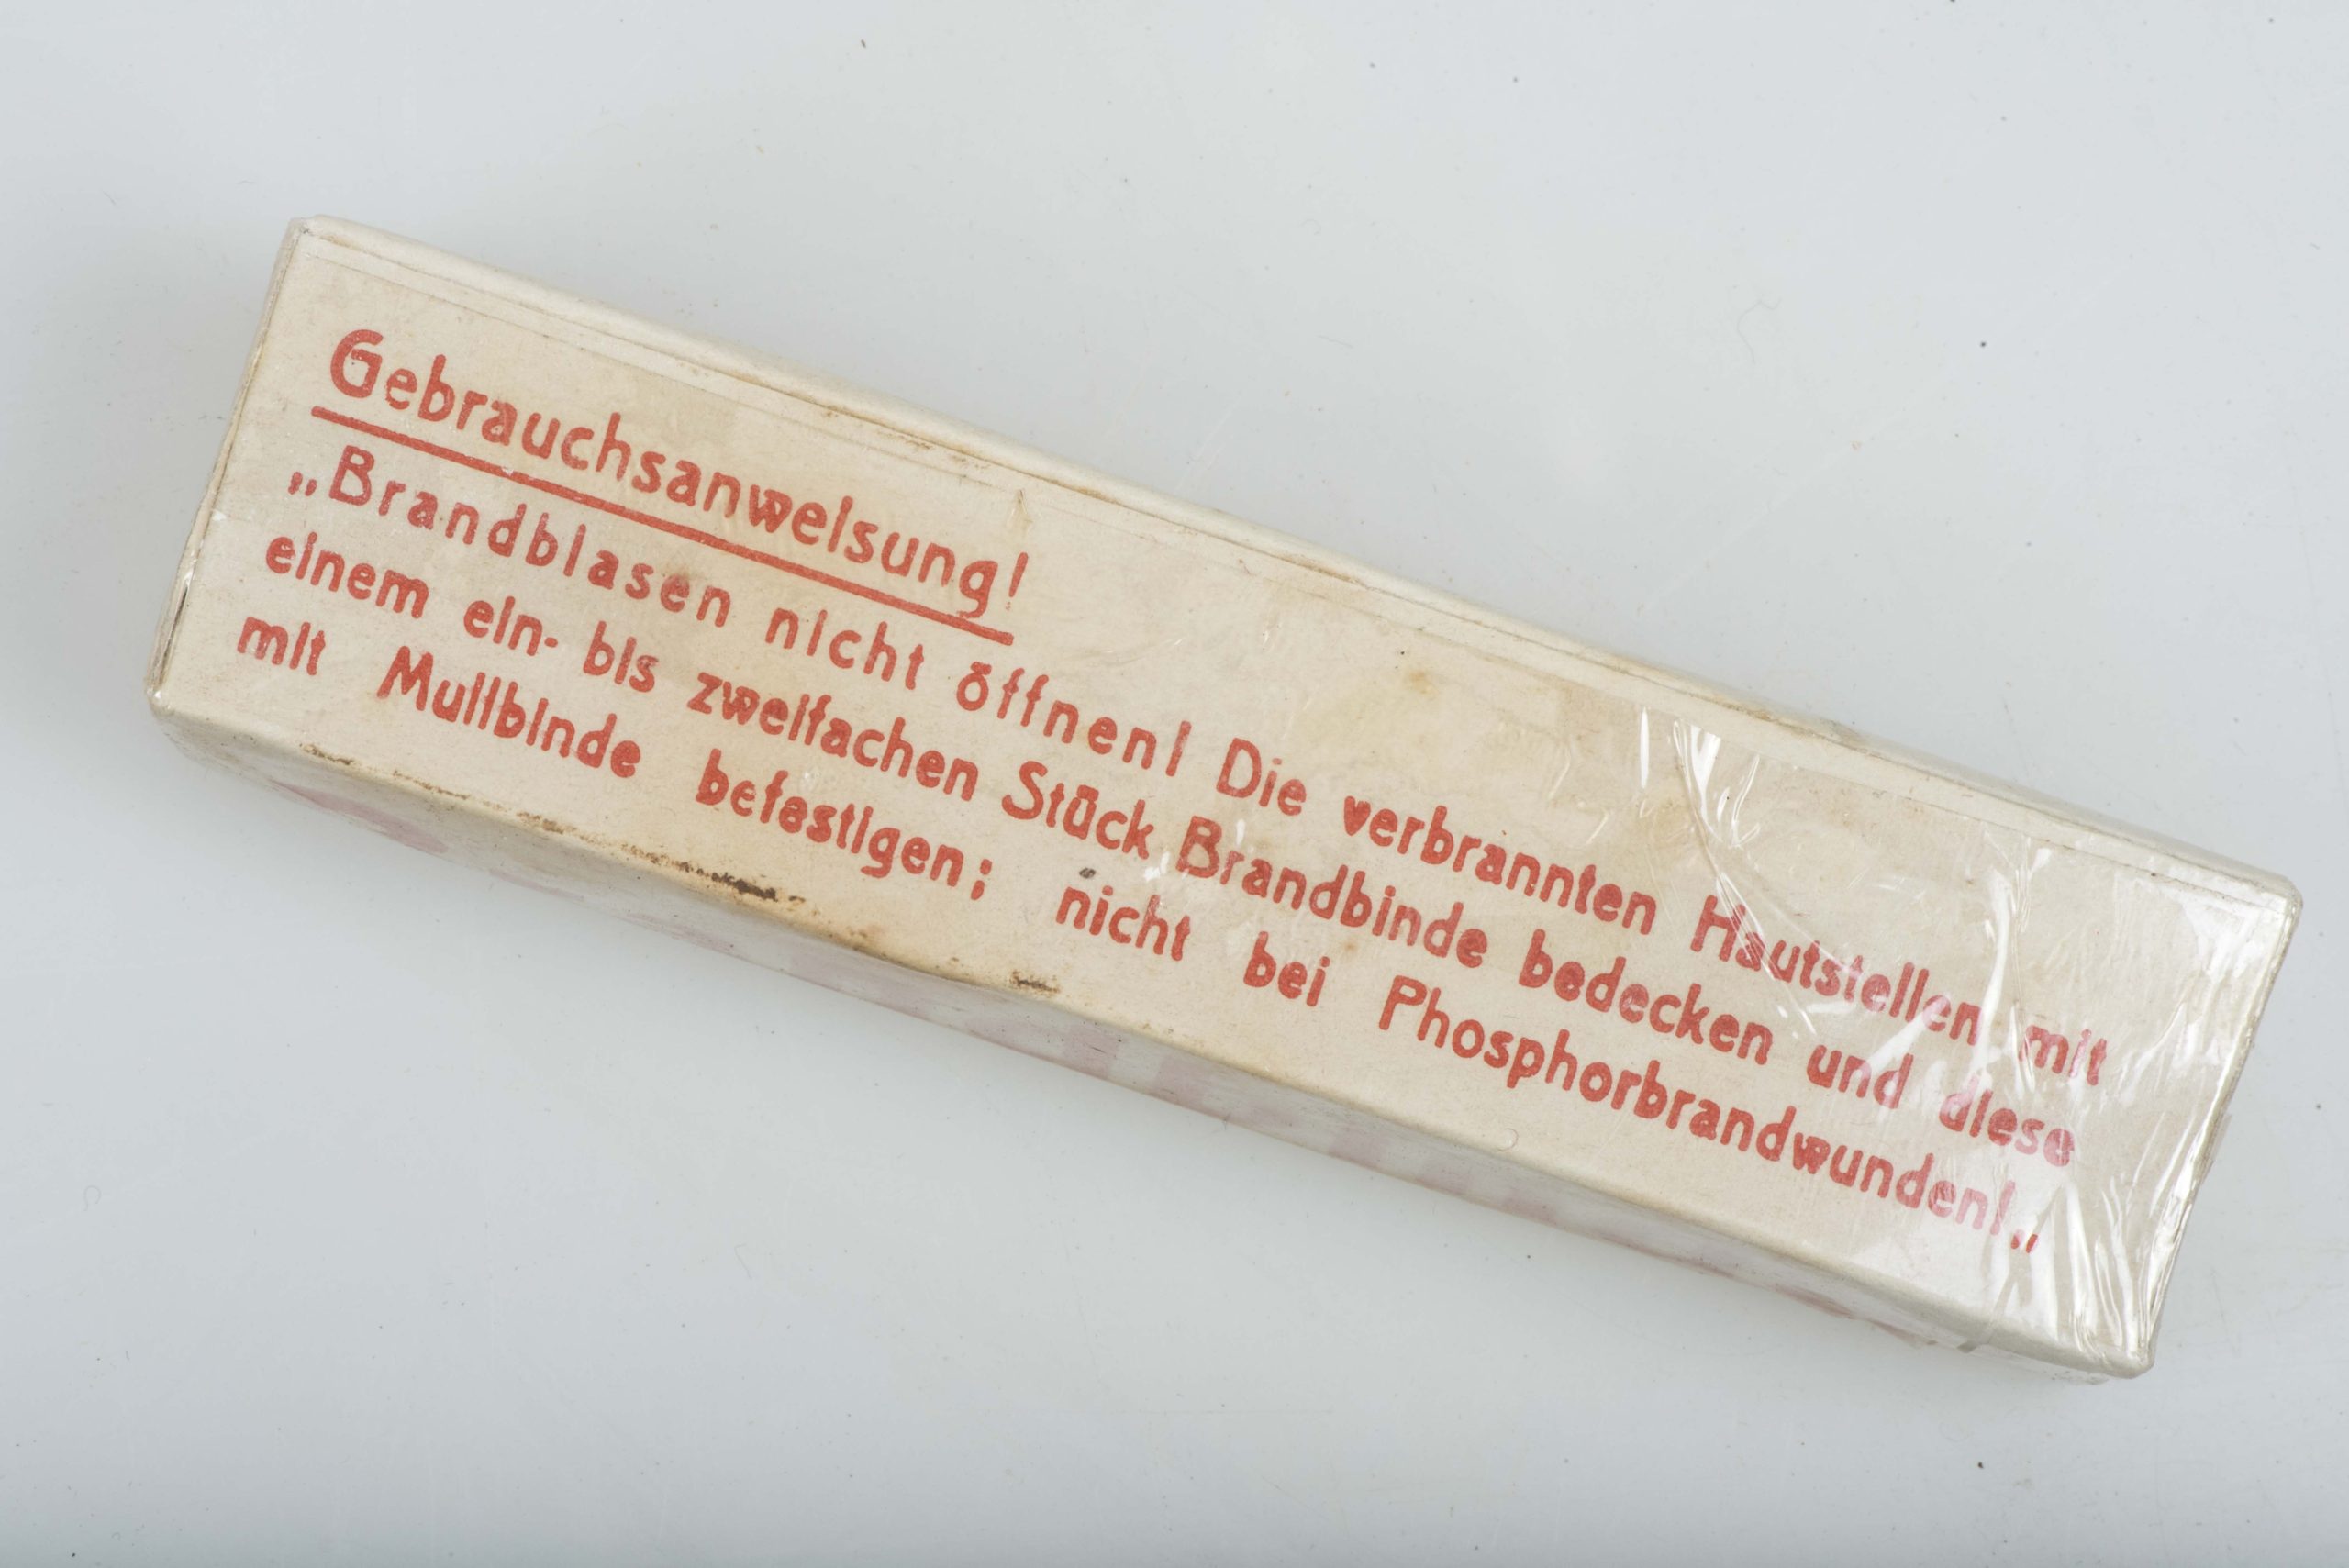 Gebrauchsanweisung!
„Brandblasen nicht öffnen! Die verbrannten Hautstellen mit
einem ein- bis zweifachen Stück Brandbinde bedecken und diese
mit Mullbinde befestigen; nicht bei Phosphorbrandwunden!„